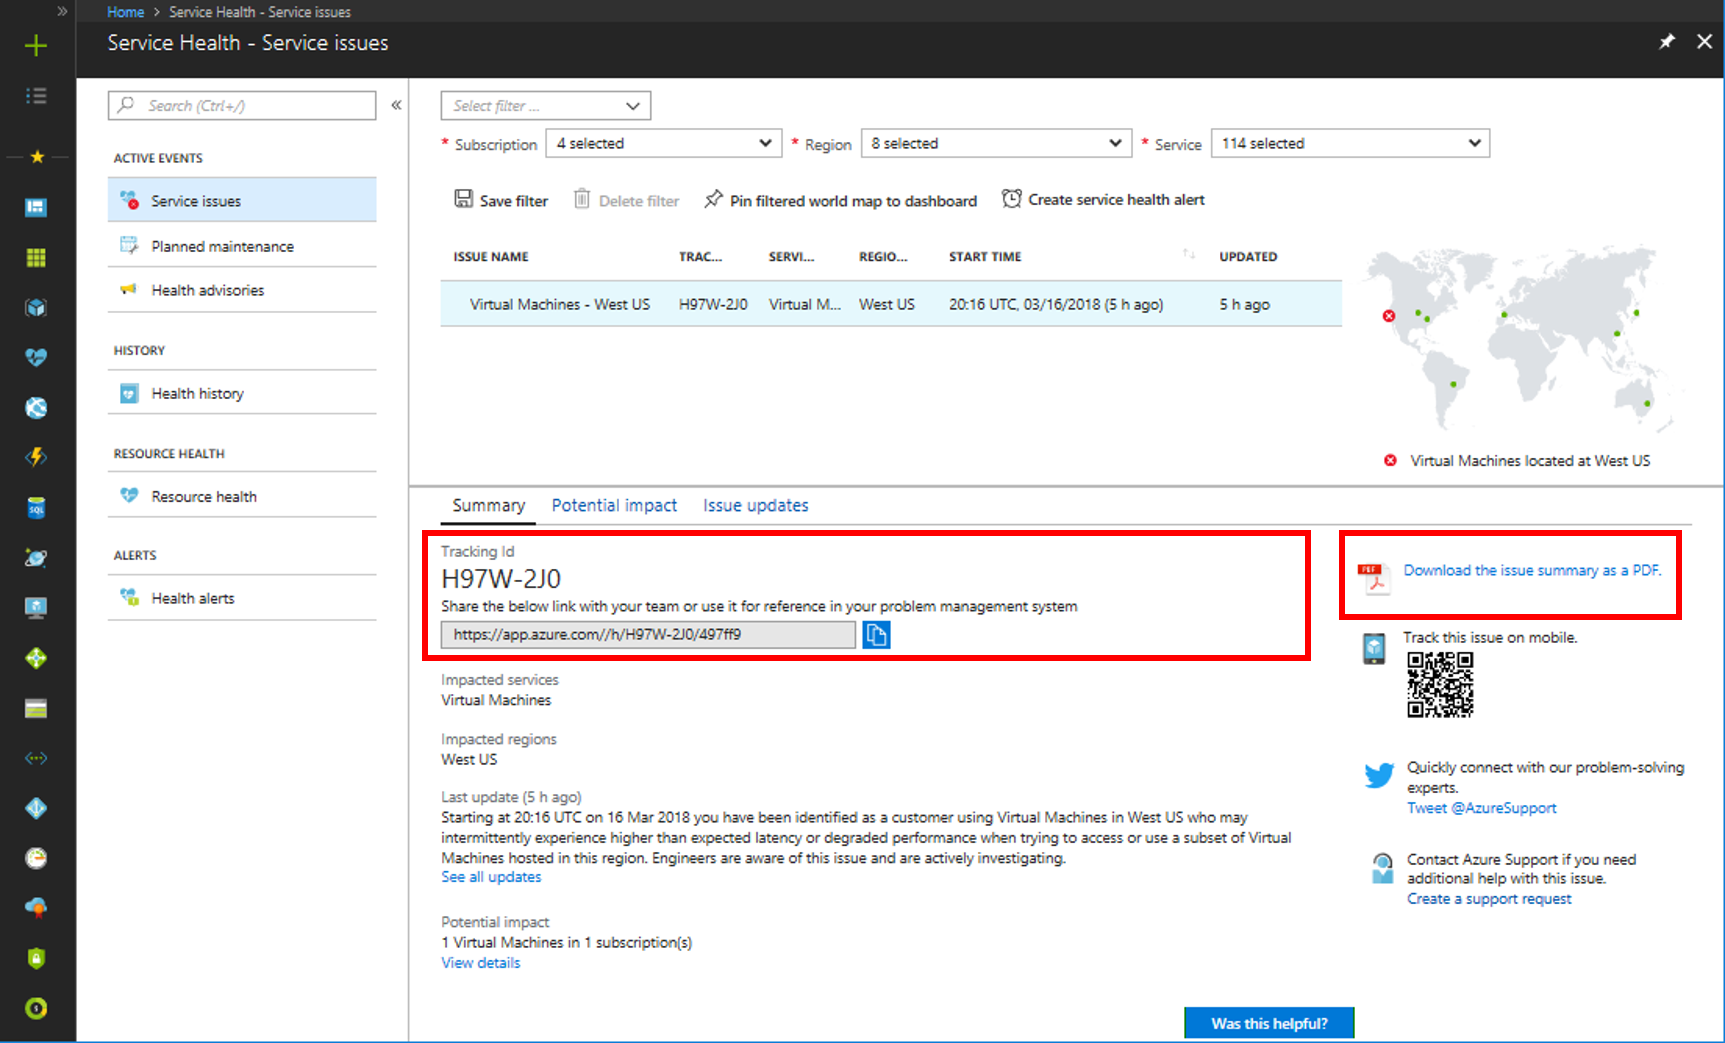 Home > Service Health - Service issues
Service Health - Service issues
Search (Ctrl+/)
ACTIVE EVENTS
Service issues
Planned maintenance
Health advisories
HISTORY
Health history
RESOURCE HEALTH
Resource health
ALERTS
Health alerts
Select filter ...
* Subscription 4 selected * Region 8 selected * Service 114 selected
Save filter Delete filter Pin filtered world map to dashboard Create service health alert
ISSUE NAME TRAC... SERVI... REGIO... START TIME UPDATED
Virtual Machines - West US H97W-2J0 Virtual M... West US 20:16 UTC, 03/16/2018 (5 h ago) 5 h ago
Virtual Machines located at West US
Summary Potential impact Issue updates
Tracking Id
H97W-2J0
Share the below link with your team or use it for reference in your problem management system
https://app.azure.com//h/H97W-2J0/497ff9
Impacted services
Virtual Machines
Impacted regions
West US
Last update (5 h ago)
Starting at 20:16 UTC on 16 Mar 2018 you have been identified as a customer using Virtual Machines in West US who may
intermittently experience higher than expected latency or degraded performance when trying to access or use a subset of Virtual
Machines hosted in this region. Engineers are aware of this issue and are actively investigating.
See all updates
Potential impact
1 Virtual Machines in 1 subscription(s)
View details
PDF
Download the issue summary as a PDF.
Track this issue on mobile.
Quickly connect with our problem-solving
experts.
Tweet @AzureSupport
Contact Azure Support if you need
additional help with this issue.
Create a support request
Was this helpful?
SQL